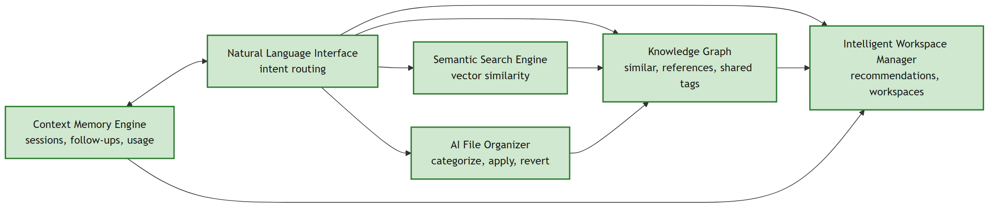 Natural Language Interface
intent routing
Semantic Search Engine
vector similarity
Knowledge Graph
similar, references, shared
tags
Intelligent Workspace
Manager
recommendations,
workspaces
Context Memory Engine
sessions, follow-ups, usage
AI File Organizer
categorize, apply, revert